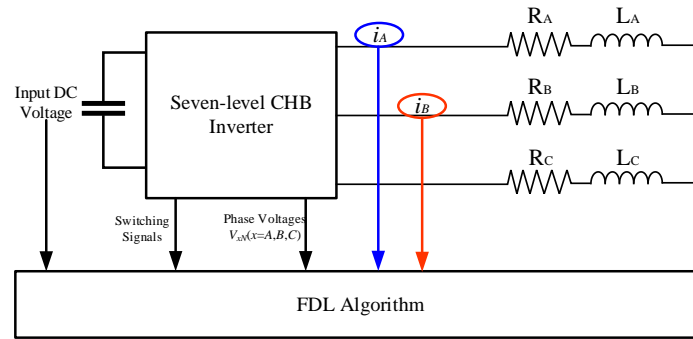 RA LA
iA
Input DC
Voltage
Seven-level CHB
Inverter
RB LB
iB
RC LC
Switching
Signals
Phase Voltages
VxN(x=A,B,C)
FDL Algorithm